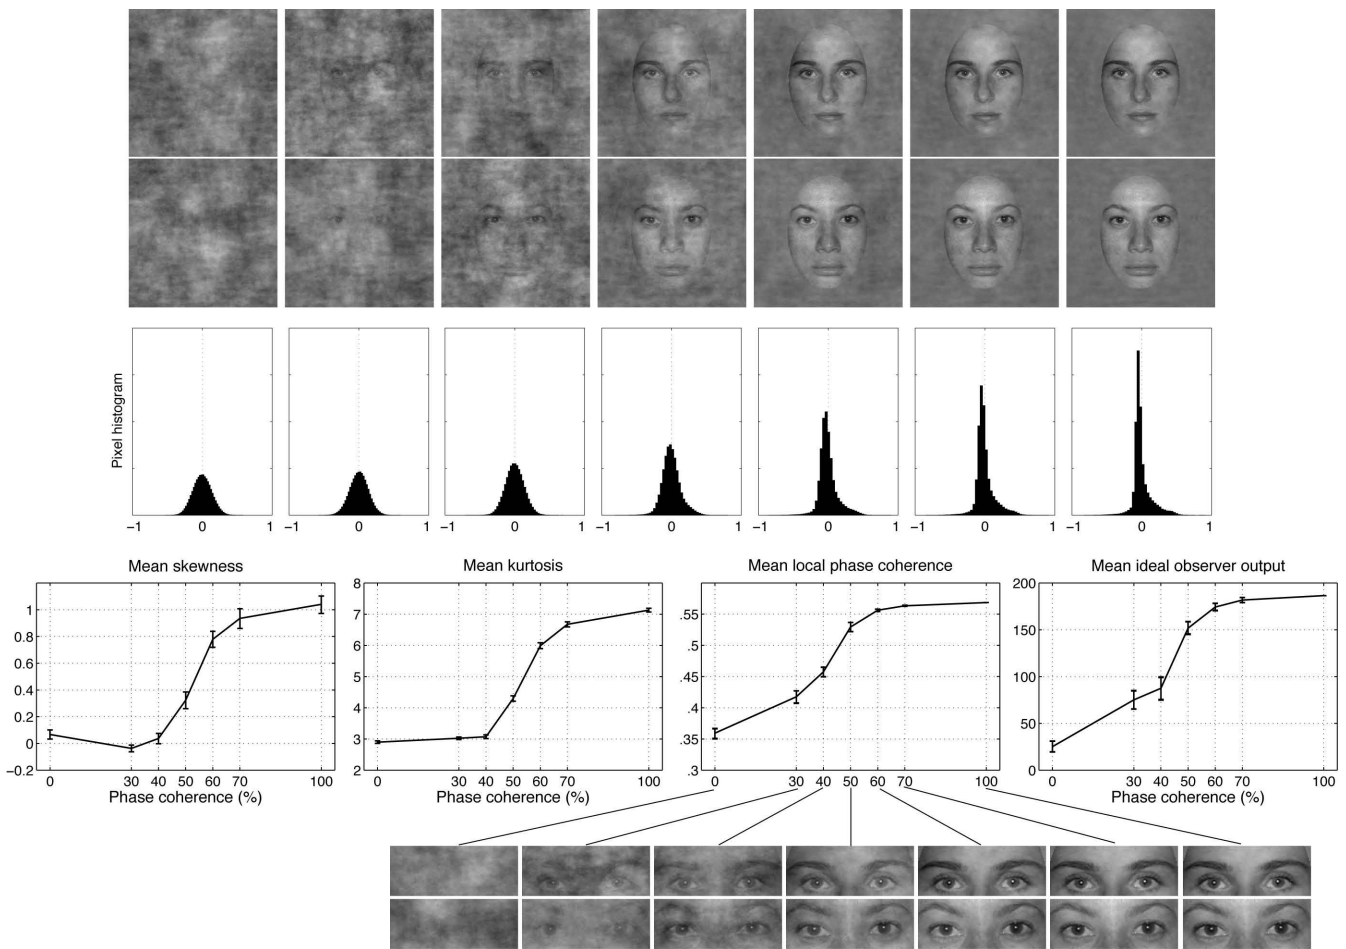 Pixel histogram
−1 0 1 −1 0 1 −1 0 1 −1 0 1 −1 0 1 −1 0 1 −1 0 1
Mean skewness
1
0.8
0.6
0.4
0.2
0
−0.2
0 30 40 50 60 70 100
Phase coherence (%)
Mean kurtosis
8
7
6
5
4
3
2
0 30 40 50 60 70 100
Phase coherence (%)
Mean local phase coherence
.55
.5
.45
.4
.35
.3
0 30 40 50 60 70 100
Mean ideal observer output
200
150
100
50
0
0 30 40 50 60 70 100
Phase coherence (%)